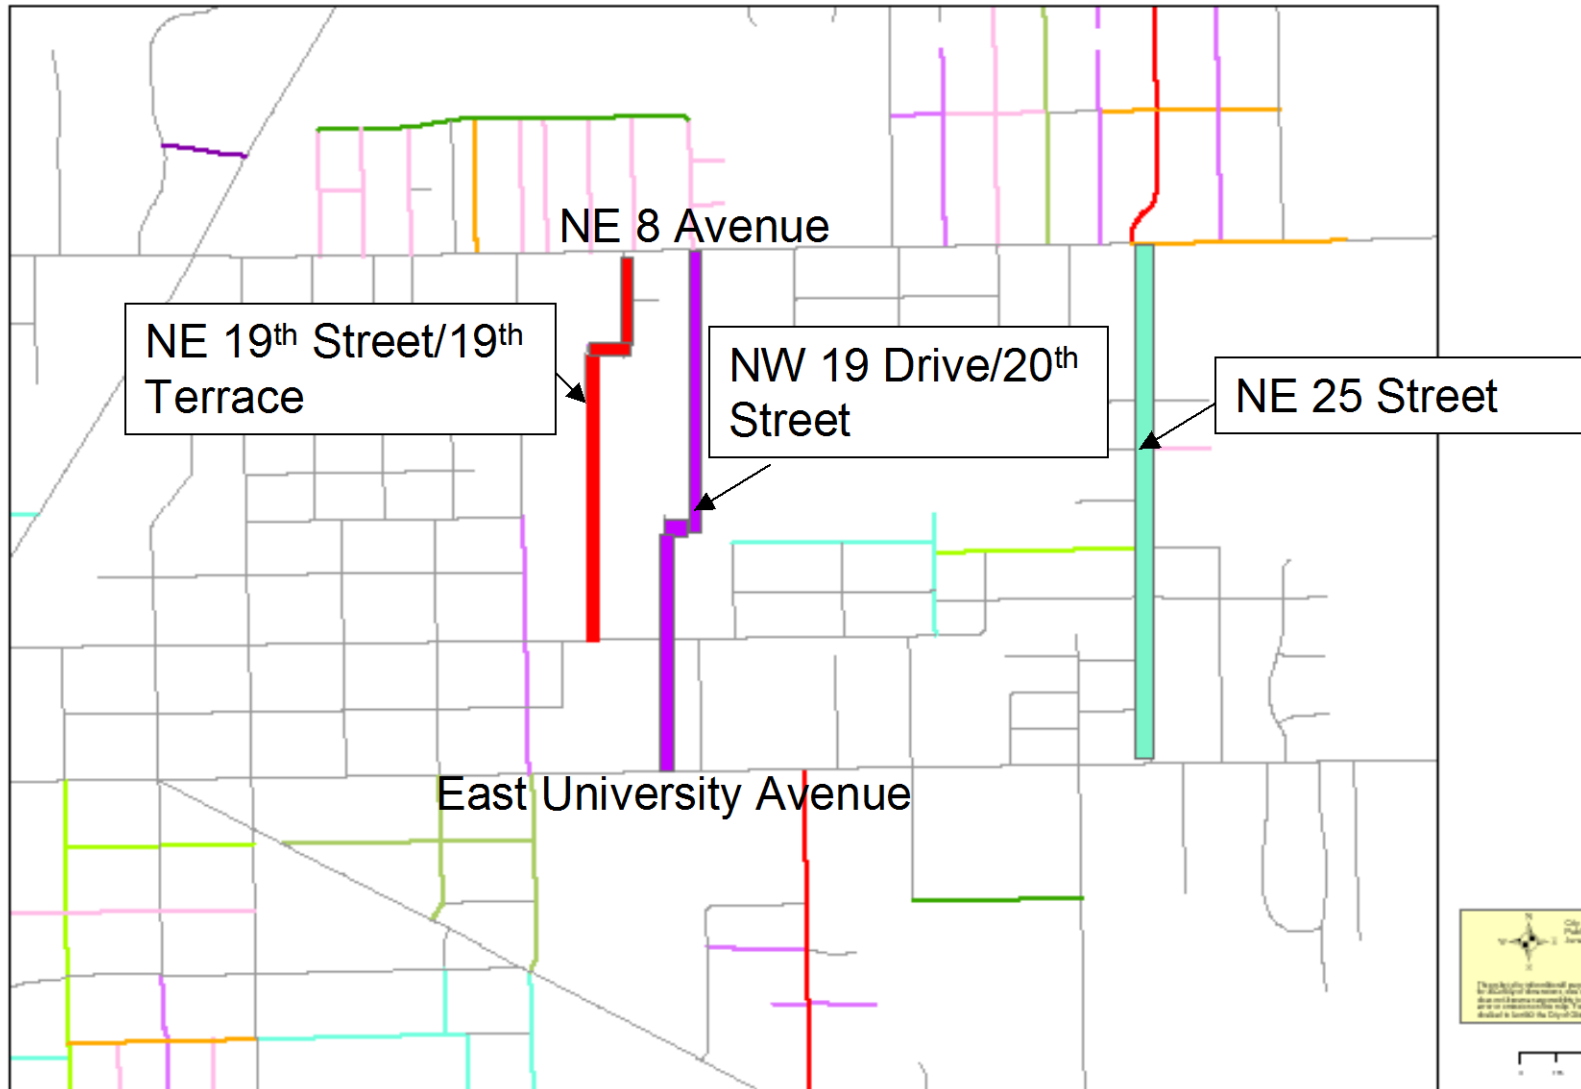 NE 8 Avenue
NE 19th Street/19th
Terrace
NW 19 Drive/20th
Street
NE 25 Street
East University Avenue
N
City